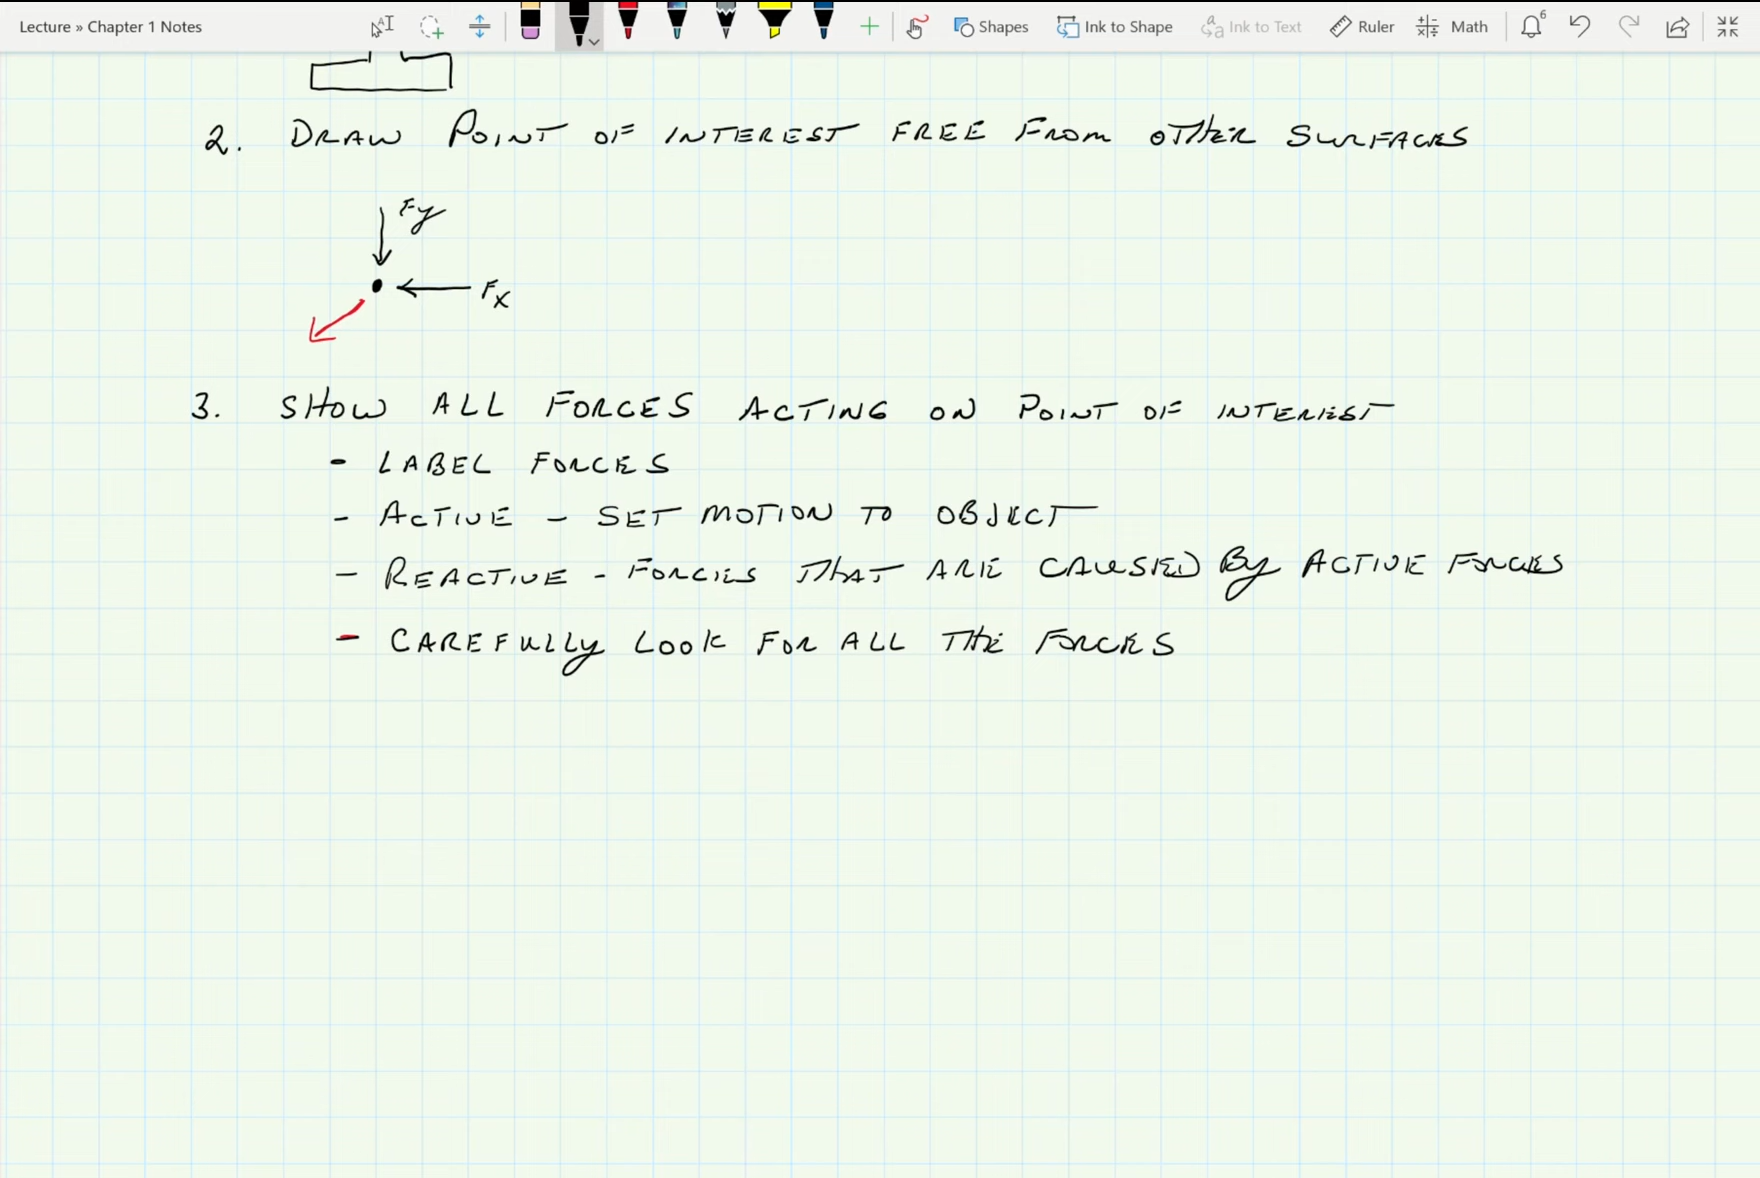 Lecture » Chapter 1 Notes
Shapes
Ink to Shape
Ink to Text
Ruler
Math
6
2. DRAW POINT OF INTEREST FREE FROM OTHER SURFACES
Fy
Fx
3. SHOW ALL FORCES ACTING ON POINT OF INTEREST
- LABEL FORCES
- ACTIVE - SET MOTION TO OBJECT
- REACTIVE - FORCES THAT ARE CAUSED BY ACTIVE FORCES
- CAREFULLY LOOK FOR ALL THE FORCES